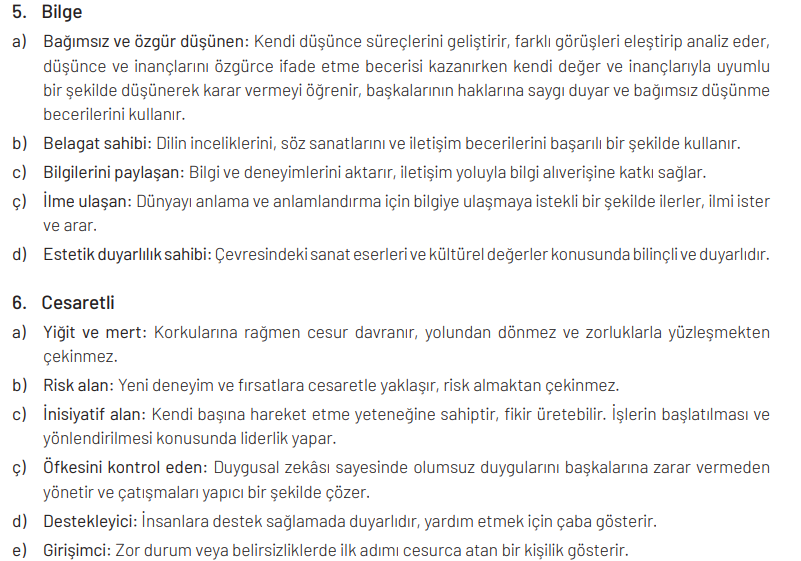 5. Bilge
a) Bağımsız ve özgür düşünen: Kendi düşünce süreçlerini geliştirir, farklı görüşleri eleştirip analiz eder,
düşünce ve inançlarını özgürce ifade etme becerisi kazanırken kendi değer ve inançlarıyla uyumlu
bir şekilde düşünerek karar vermeyi öğrenir, başkalarının haklarına saygı duyar ve bağımsız düşünme
becerilerini kullanır.
b) Belagat sahibi: Dilin inceliklerini, söz sanatlarını ve iletişim becerilerini başarılı bir şekilde kullanır.
c) Bilgilerini paylaşan: Bilgi ve deneyimlerini aktarır, iletişim yoluyla bilgi alıverişine katkı sağlar.
ç) İlme ulaşan: Dünyayı anlama ve anlamlandırma için bilgiye ulaşmaya istekli bir şekilde ilerler, ilmi ister
ve arar.
d) Estetik duyarlılık sahibi: Çevresindeki sanat eserleri ve kültürel değerler konusunda bilinçli ve duyarlıdır.
6. Cesaretli
a) Yiğit ve mert: Korkularına rağmen cesur davranır, yolundan dönmez ve zorluklarla yüzleşmekten
çekinmez.
b) Risk alan: Yeni deneyim ve fırsatlara cesaretle yaklaşır, risk almaktan çekinmez.
c) İnisiyatif alan: Kendi başına hareket etme yeteneğine sahiptir, fikir üretebilir. İşlerin başlatılması ve
yönlendirilmesi konusunda liderlik yapar.
ç) Öfkesini kontrol eden: Duygusal zekâsı sayesinde olumsuz duygularını başkalarına zarar vermeden
yönetir ve çatışmaları yapıcı bir şekilde çözer.
d) Destekleyici: İnsanlara destek sağlamada duyarlıdır, yardım etmek için çaba gösterir.
e) Girişimci: Zor durum veya belirsizliklerde ilk adımı cesurca atan bir kişilik gösterir.